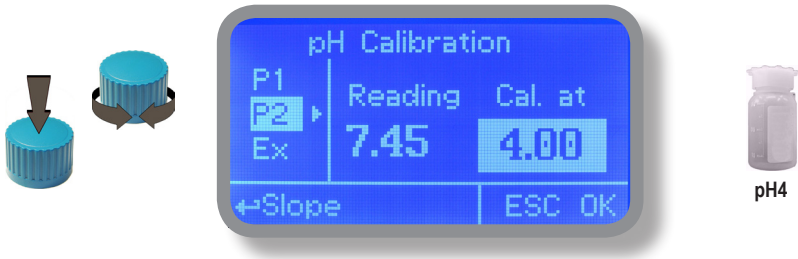 pH Calibration
P1
Reading Cal. at
P2
7.45 4.00
Ex
↵Slope ESC OK
pH4